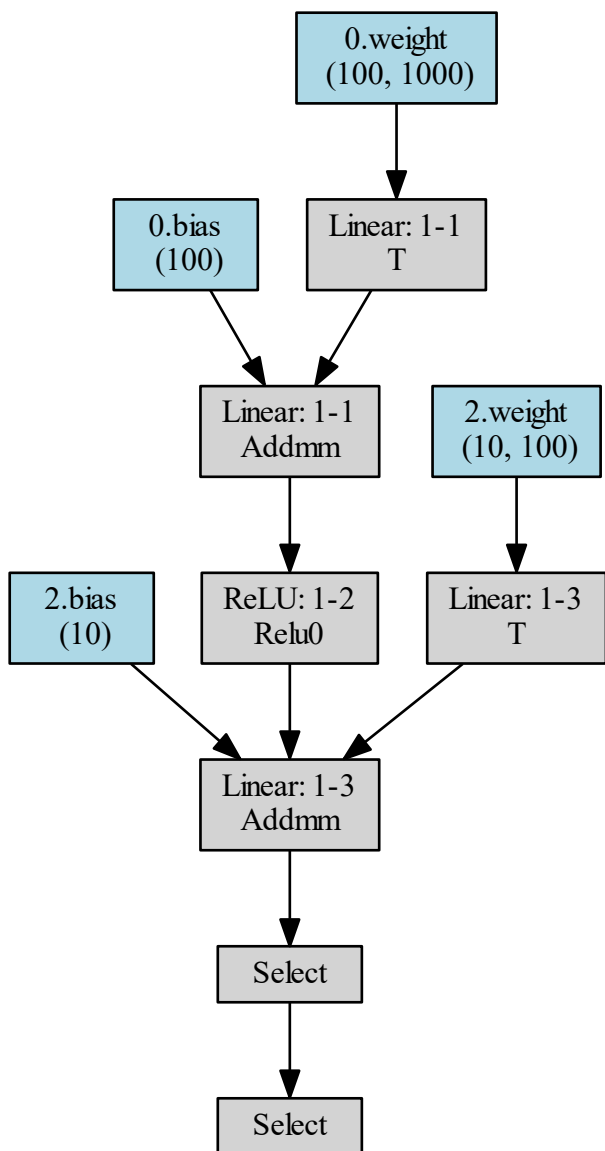 0.weight
(100, 1000)
0.bias
(100)
Linear: 1-1
T
Linear: 1-1
Addmm
2.weight
(10, 100)
2.bias
(10)
ReLU: 1-2
Relu0
Linear: 1-3
T
Linear: 1-3
Addmm
Select
Select